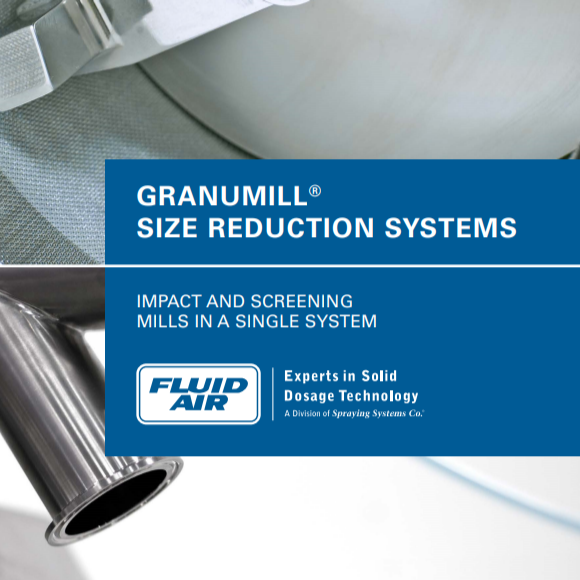 GRANUMILL®
SIZE REDUCTION SYSTEMS
IMPACT AND SCREENING
MILLS IN A SINGLE SYSTEM
FLUID
AIR
Experts in Solid
Dosage Technology
A Division of Spraying Systems Co.®